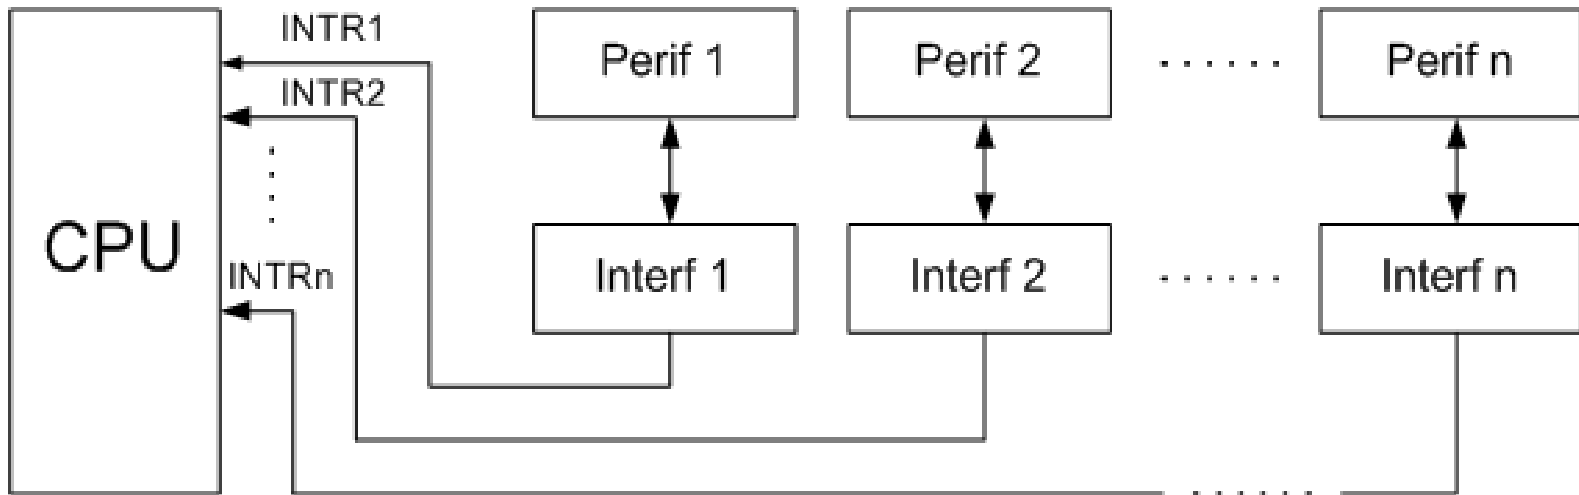 INTR1
Perif 1
Perif 2
Perif n
INTR2
CPU
INTRn
Interf 1
Interf 2
Interf n